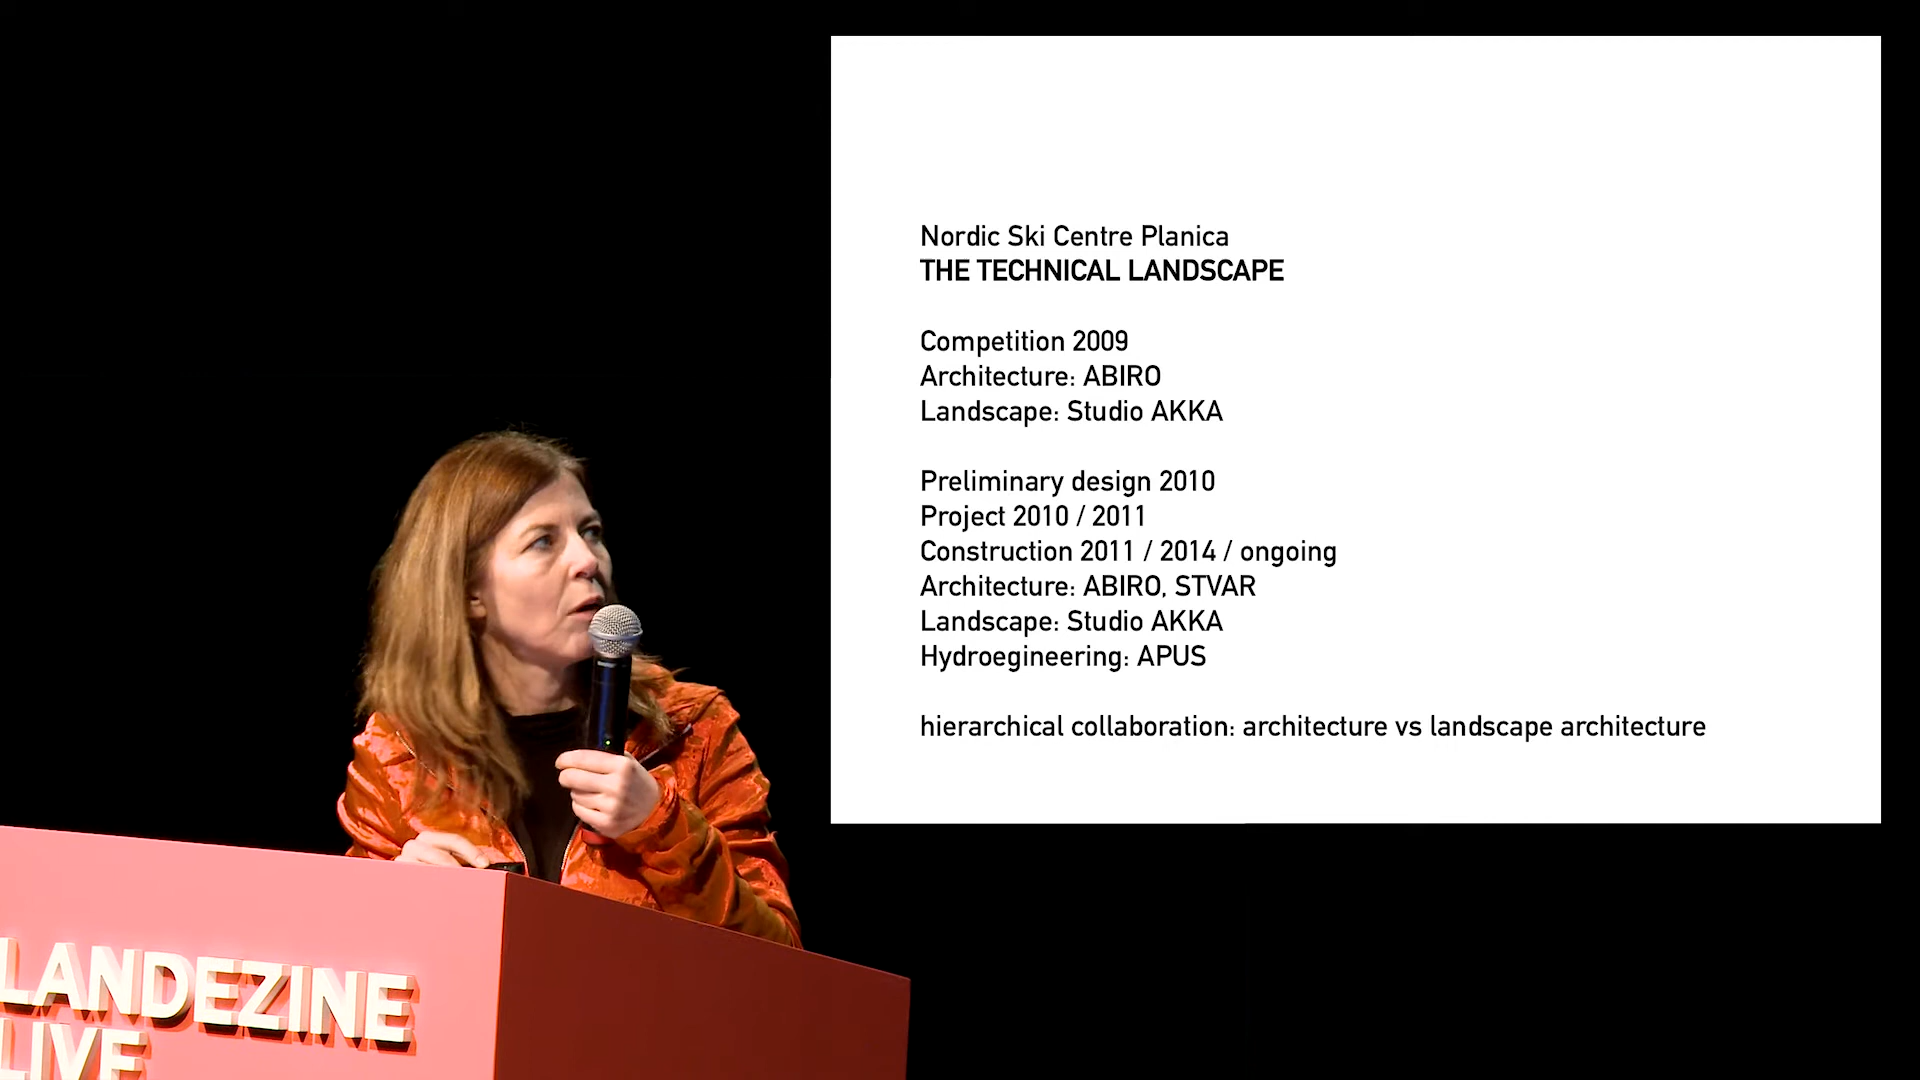 Nordic Ski Centre Planica
THE TECHNICAL LANDSCAPE
Competition 2009
Architecture: ABIRO
Landscape: Studio AKKA
Preliminary design 2010
Project 2010 / 2011
Construction 2011 / 2014 / ongoing
Architecture: ABIRO, STVAR
Landscape: Studio AKKA
Hydroegineering: APUS
hierarchical collaboration: architecture vs landscape architecture
LANDEZINE
LIVE